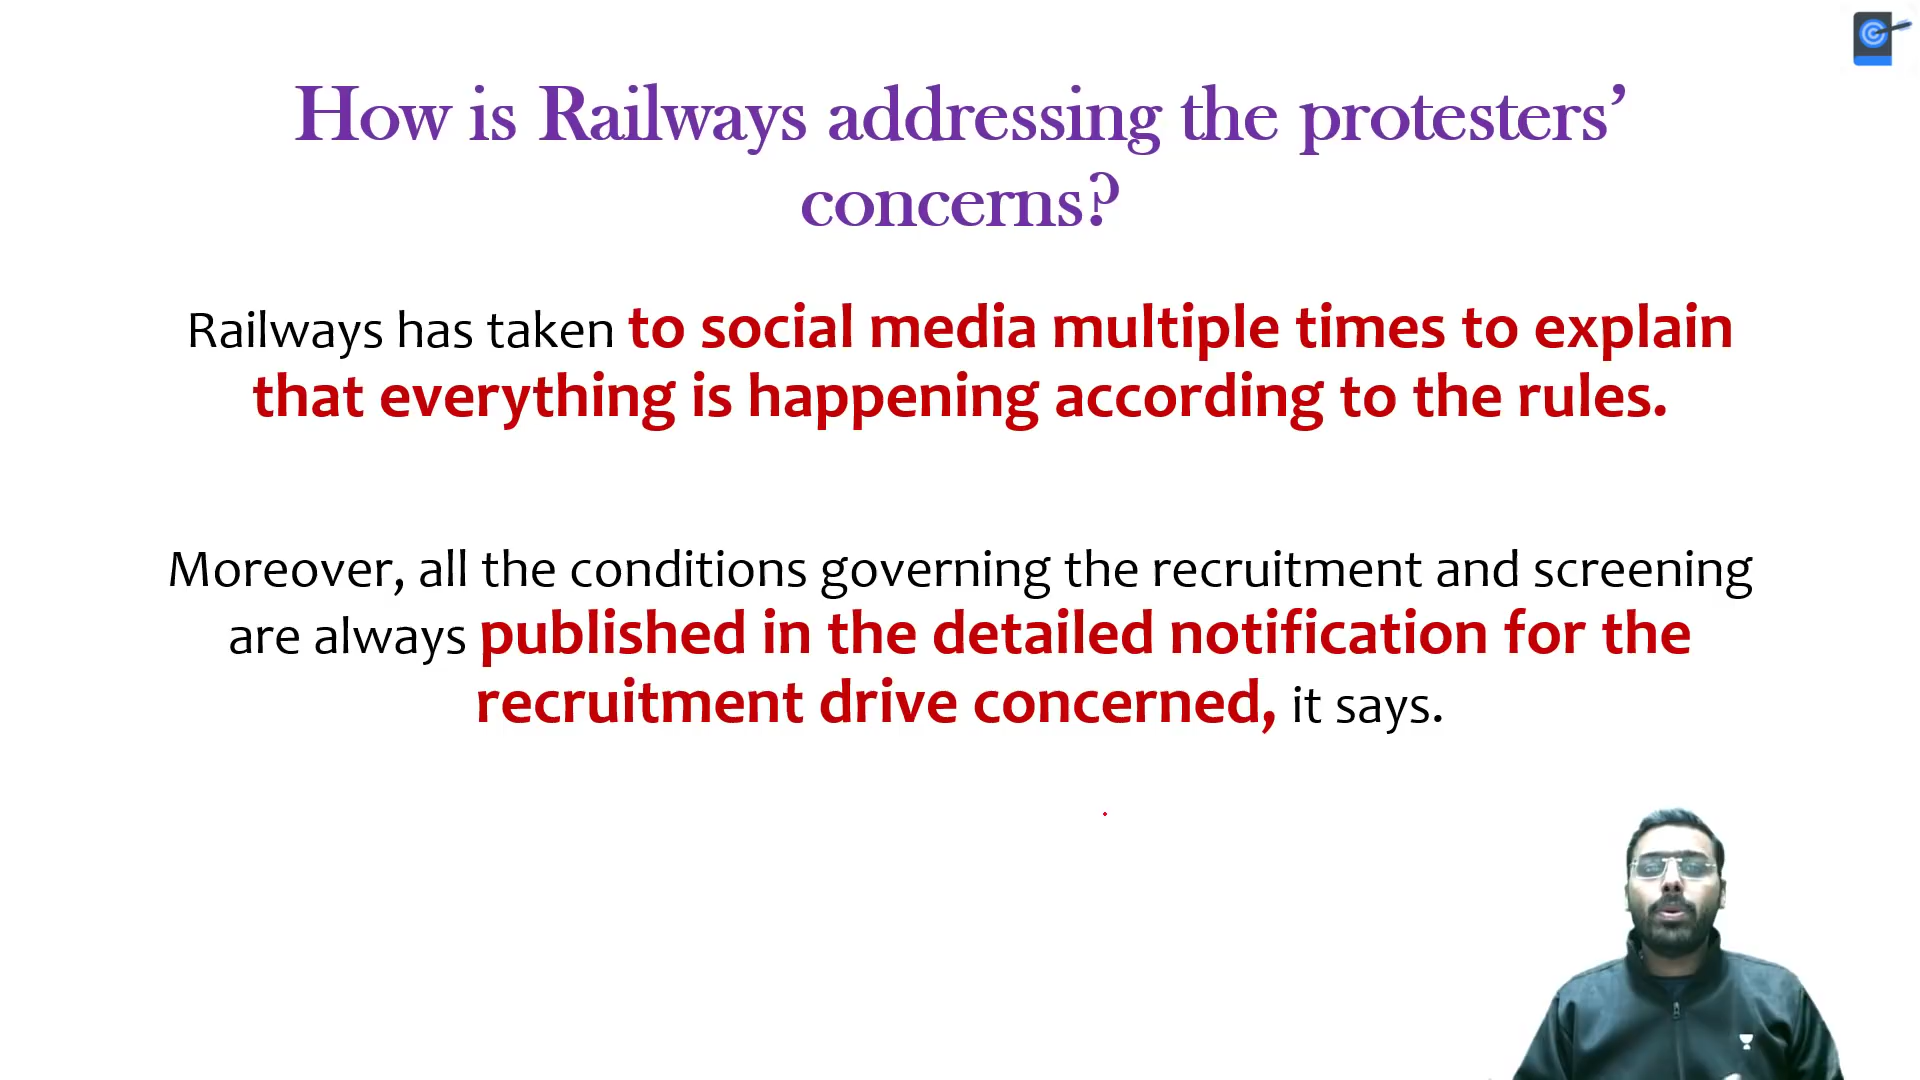 How is Railways addressing the protesters’
concerns?
Railways has taken to social media multiple times to explain
that everything is happening according to the rules.
Moreover, all the conditions governing the recruitment and screening
are always published in the detailed notification for the
recruitment drive concerned, it says.